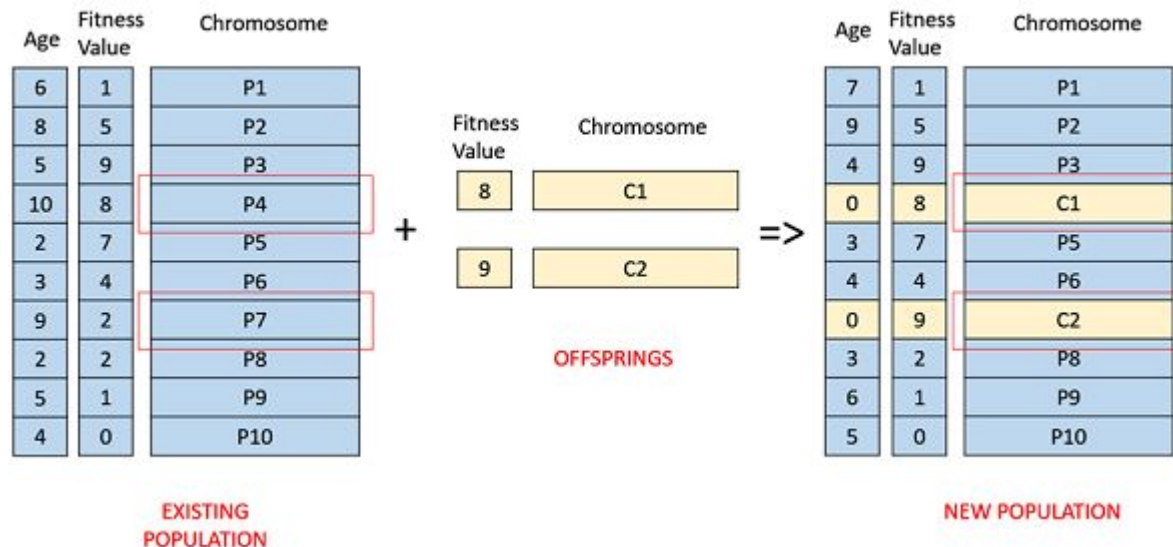 Age Fitness Value Chromosome
6 1 P1
8 5 P2
5 9 P3
10 8 P4
2 7 P5
3 4 P6
9 2 P7
2 2 P8
5 1 P9
4 0 P10
EXISTING
POPULATION
+
Fitness Value Chromosome
8 C1
9 C2
OFFSPRINGS
=>
Age Fitness Value Chromosome
7 1 P1
9 5 P2
4 9 P3
0 8 C1
3 7 P5
4 4 P6
0 9 C2
3 2 P8
6 1 P9
5 0 P10
NEW POPULATION